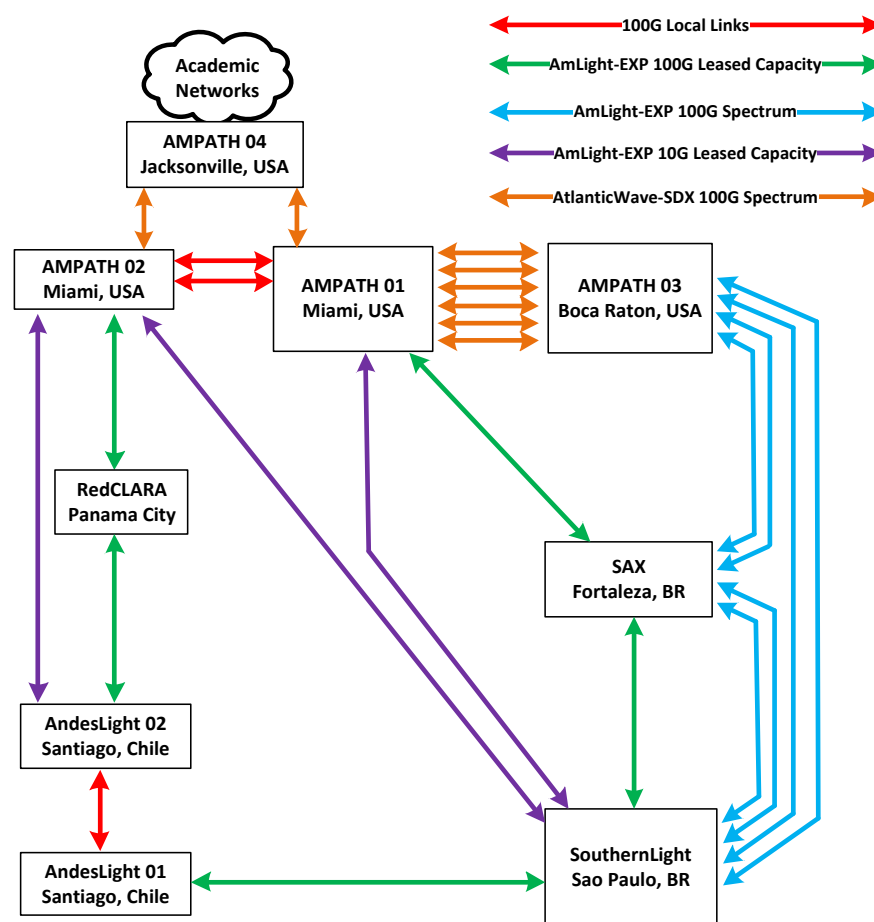 100G Local Links
AmLight-EXP 100G Leased Capacity
AmLight-EXP 100G Spectrum
AmLight-EXP 10G Leased Capacity
AtlanticWave-SDX 100G Spectrum
Academic
Networks
AMPATH 04
Jacksonville, USA
AMPATH 02
Miami, USA
AMPATH 01
Miami, USA
AMPATH 03
Boca Raton, USA
RedCLARA
Panama City
SAX
Fortaleza, BR
AndesLight 02
Santiago, Chile
AndesLight 01
Santiago, Chile
SouthernLight
Sao Paulo, BR